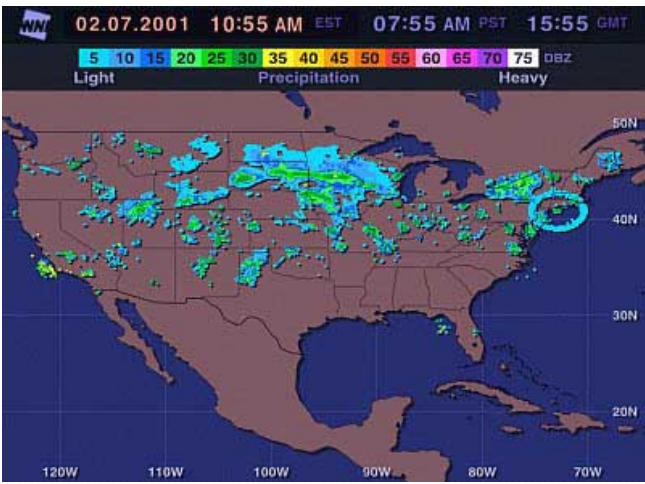 WN 02.07.2001 10:55 AM EST 07:55 AM PST 15:55 GMT
5 10 15 20 25 30 35 40 45 50 55 60 65 70 75 DBZ
Light Precipitation Heavy
50N
40N
30N
20N
120W 110W 100W 90W 80W 70W